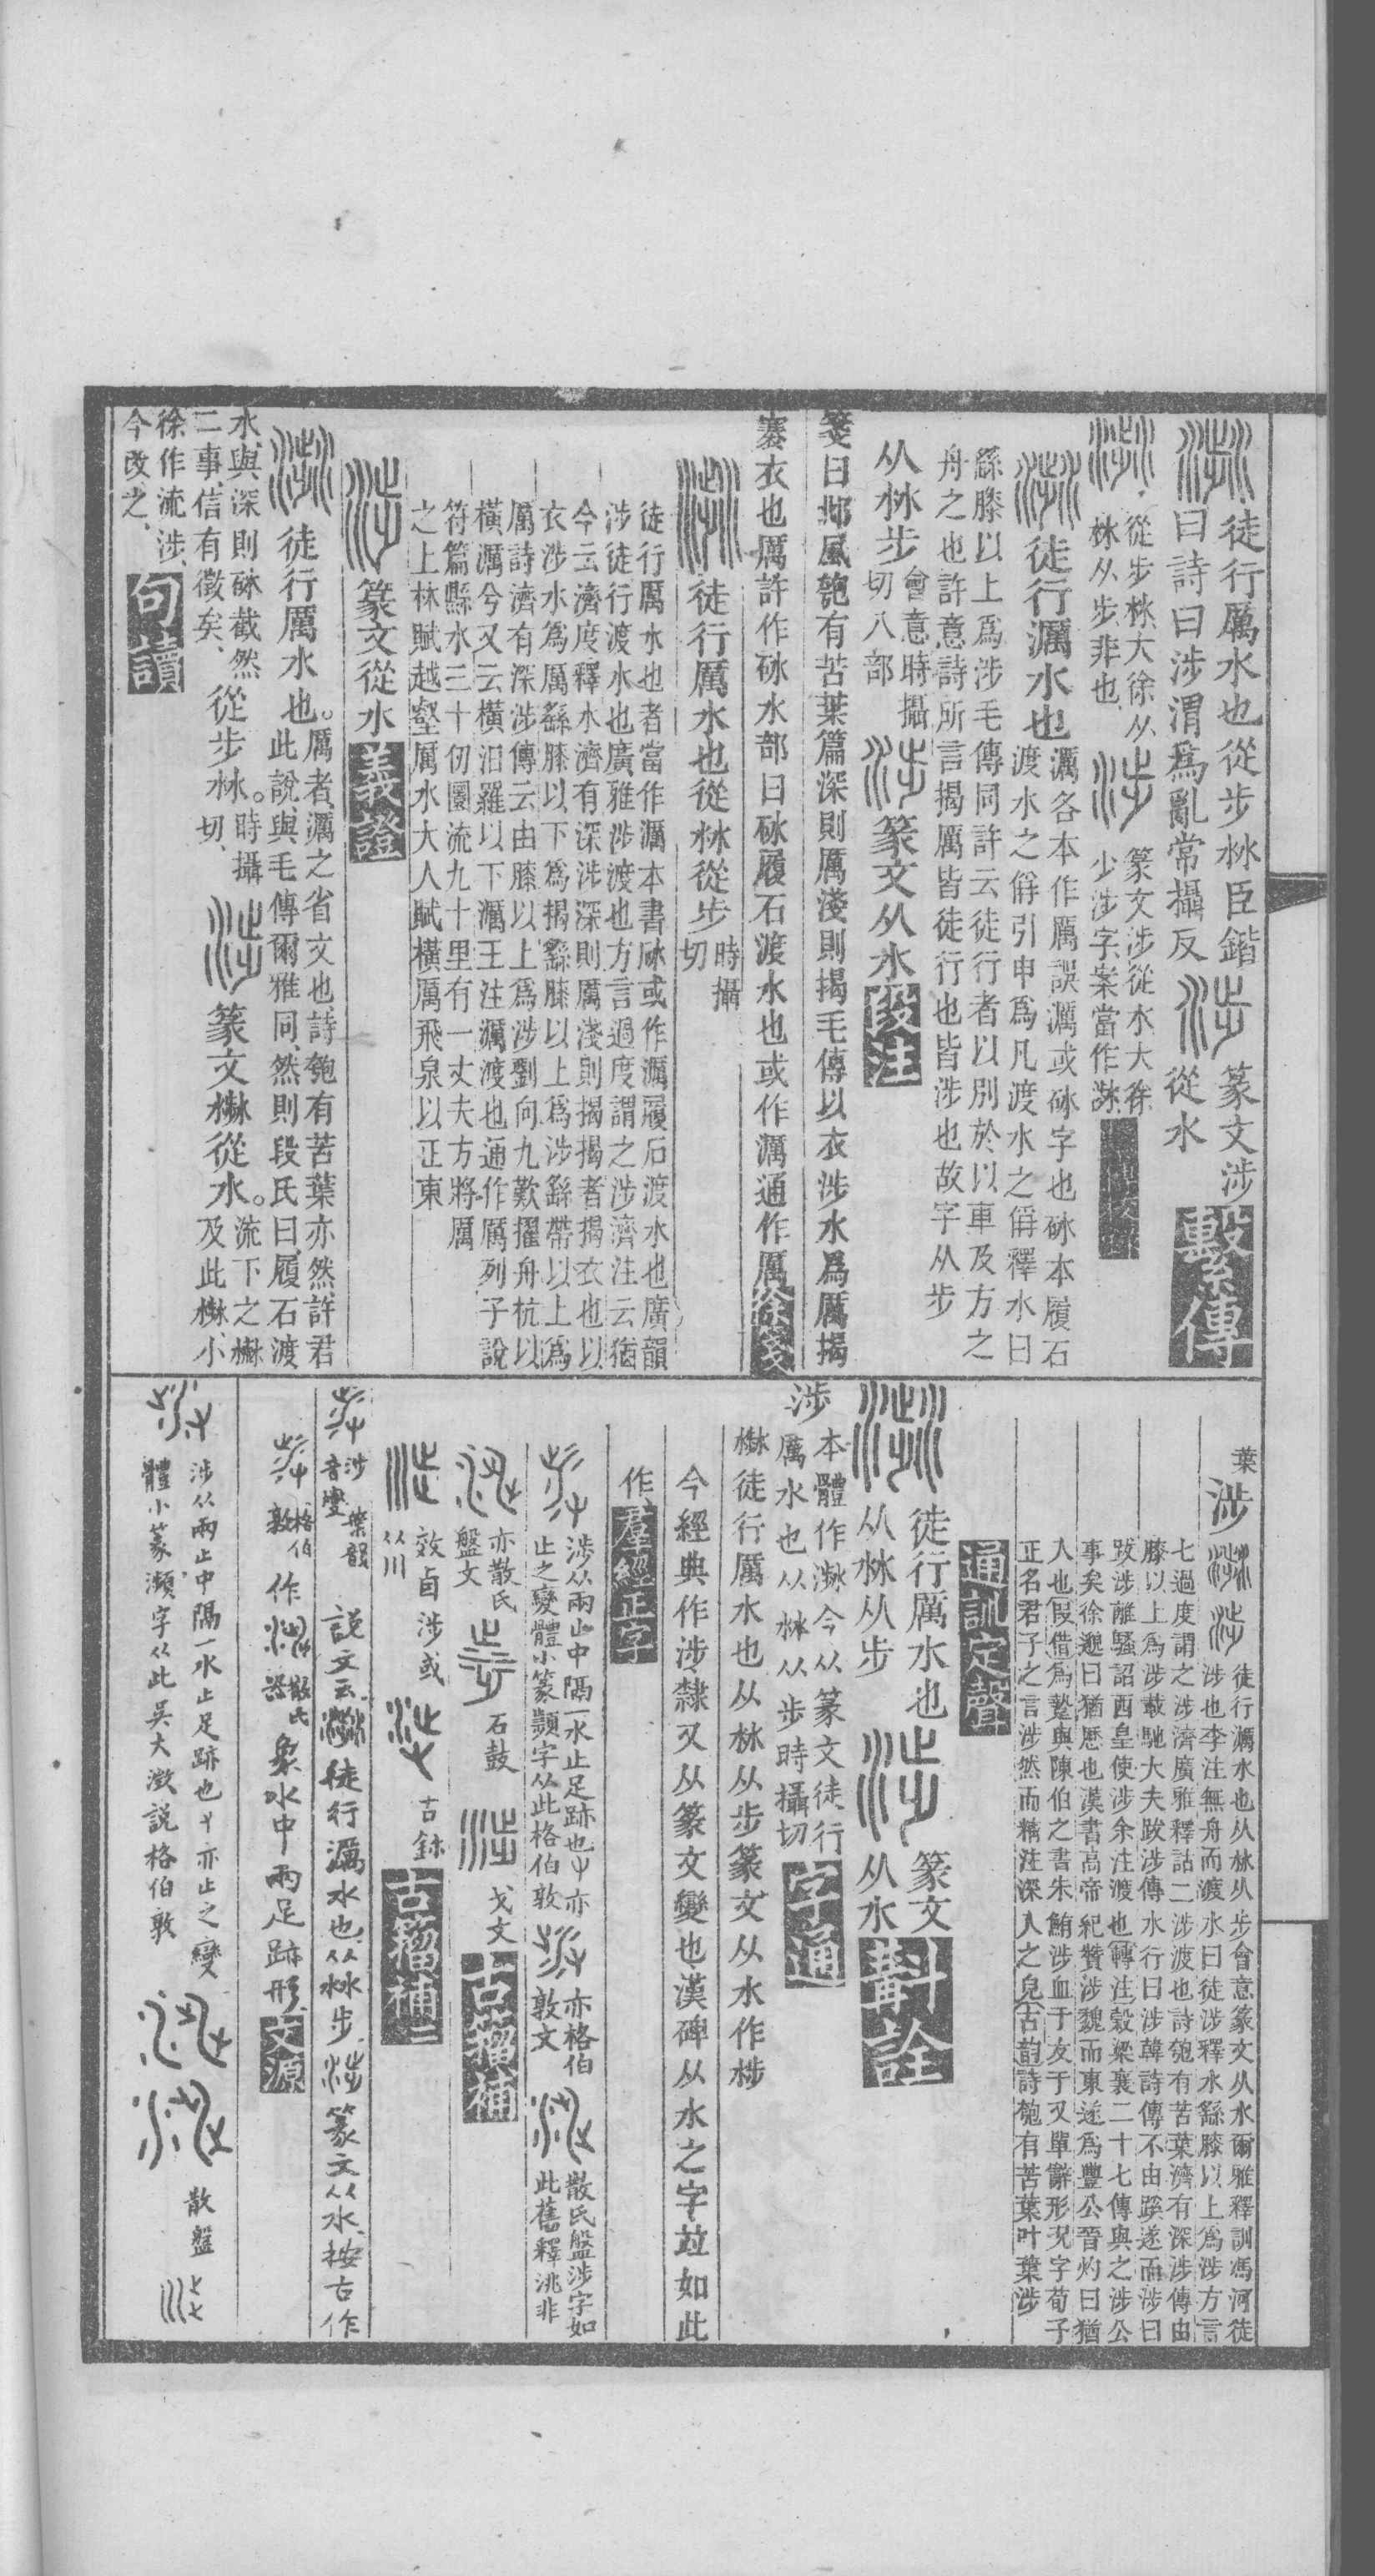 徒行厲水也從步𣥿臣鍇
曰詩曰涉渭爲亂常攝反
篆文涉
從水
繫傳
從步𣥿大徐从
𣥿从步非也
篆文涉從水大徐
少涉字案當作
徒行濿水也
濿各本作厲誤濿或砅字也砅本履石
渡水之偁引申爲凡渡水之偁釋水曰
繇膝以上爲涉毛傳同許云徒行者以別於以車及方之
舟之也許意詩所言揭厲皆徒行也皆涉也故字从步
从𣥿步
會意時攝
切八部
篆文从水
段注
箋曰邶風匏有苦葉篇深則厲淺則揭毛傳以衣涉水爲厲揭
褰衣也厲許作砅水部曰砅履石渡水也或作濿通作厲
徐箋
徒行厲水也從𣥿從步
時攝
切
徒行厲水也者當作濿本書砅或作濿履石渡水也廣韻
涉徒行渡水也廣雅涉渡也方言過度謂之涉濟注云猶
今云濟度釋水濟有深涉深則厲淺則揭揭者揭衣也以
衣涉水爲厲繇膝以下爲揭繇膝以上爲涉繇帶以上爲
厲詩濟有深涉傳云由膝以上爲涉劉向九歎櫂舟杭以
橫濿兮又云橫汨羅以下濿王注濿渡也通作厲列子說
符篇縣水三十仞圜流九十里有一丈夫方將厲
之上林賦越壑厲水大人賦橫厲飛泉以正東
篆文從水
義證
徒行厲水也。
厲者、濿之省文也、詩匏有苦葉亦然、許君
此說與毛傳爾雅同、然則段氏曰、履石渡
水、與深則砅截然
二事、信有徵矣、
從步𣥿。
時攝
切、
篆文㵗從水。
流下之㵗
及此㵗、小
徐作流涉、
今改之、
句讀
葉
涉
徒行濿水也从𣥿从步會意篆文从水爾雅釋訓馮河徒
涉也李注無舟而渡水曰徒涉釋水繇膝以上爲涉方言
七過度謂之涉濟廣雅釋詁二涉渡也詩匏有苦葉濟有深涉傳由
膝以上爲涉載馳大夫跋涉傳水行曰涉韓詩傳不由蹊遂而涉曰
跋涉離騷詔西皇使涉余注渡也轉注穀梁襄二十七傳與之涉公
事矣徐邈曰猶歷也漢書高帝紀贊涉魏而東遂爲豐公晉灼曰猶
入也叚借爲蹔與陳伯之書朱鮪涉血于友于又單辭形况字荀子
正名君子之言涉然而精注深入之皃古韵詩匏有苦葉叶葉涉
通訓定聲
徒行厲水也
从𣥿从步
篆文
从水
斠詮
涉
本體作㵗今从篆文徒行
厲水也从𣥿从步時攝切
字通
㵗徒行厲水也从𣥿从步篆文从水作涉
今經典作涉隸又从篆文變也漢碑从水之字竝如此
作
羣經正字
涉从兩止中隔一水止足跡也亦
止之變體小篆顰字从此格伯敦
亦格伯
敦文
散氏盤涉字如
此舊釋洮非
亦散氏
盤文
石鼓
戈文
古籀補
效卣涉或
从川
古鉨
古籀補二
涉
音燮
葉韻
說文云徒行濿水也从𣥿步
篆文从水按古作
格伯
敦
作
散氏
器
象水中兩足跡形
文源
涉从兩止中隔一水止足跡也亦止之變
體小篆瀕字从此吳大澂說格伯敦
散盤